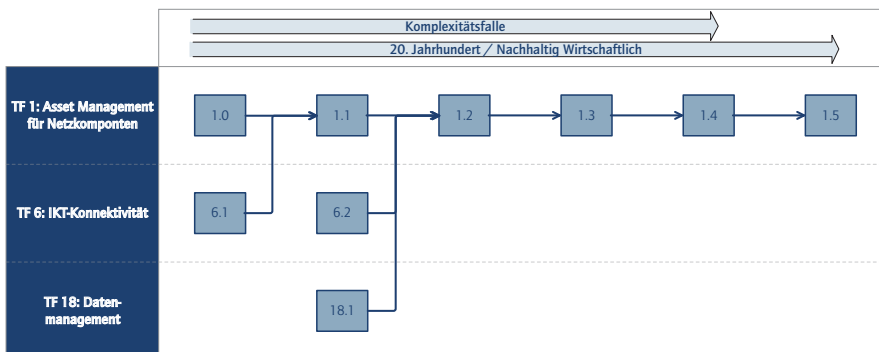 Komplexitätsfalle
20. Jahrhundert / Nachhaltig Wirtschaftlich
TF 1: Asset Management
für Netzkomponten
1.0
1.1
1.2
1.3
1.4
1.5
TF 6: IKT-Konnektivität
6.1
6.2
TF 18: Daten-
management
18.1